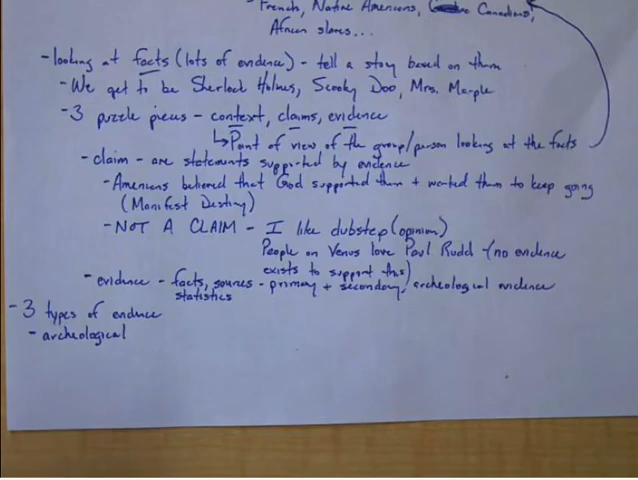 French, Native Americans, Canadians,
African slaves...
- looking at facts (lots of evidence) - tell a story based on them
- We get to be Sherlock Holmes, Scooby Doo, Mrs. Marple
- 3 puzzle pieces - context, claims, evidence
↳ Point of view of the group/person looking at the facts
- claim - are statements supported by evidence
- Americans believed that God supported them + wanted them to keep going
(Manifest Destiny)
- NOT A CLAIM - I like dubstep (opinion)
People on Venus love Paul Rudd - (no evidence
exists to support this)
- evidence - facts, sources - primary + secondary, archeological evidence
statistics
- 3 types of evidence
- archeological